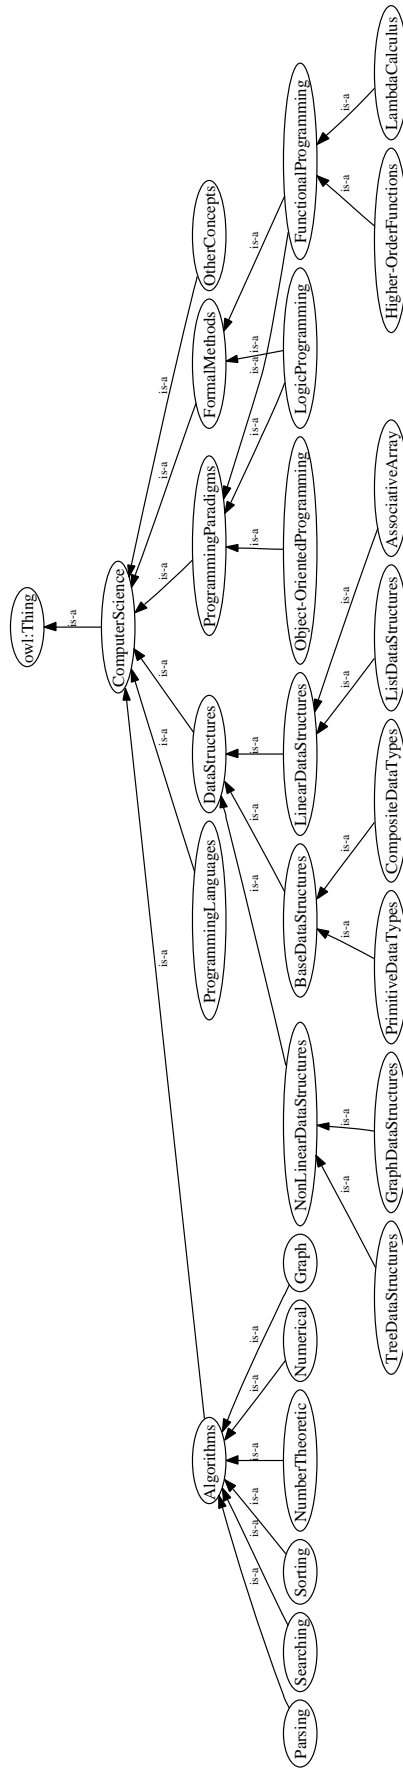 owl:Thing
is-a
ComputerScience
is-a
is-a
is-a
is-a
is-a
is-a
Algorithms
ProgrammingLanguages
DataStructures
ProgrammingParadigms
FormalMethods
OtherConcepts
is-a
is-a
is-a
is-a
is-a
is-a
is-a
is-a
is-a
is-a
is-a
is-a
is-a
is-a
Parsing
Searching
Sorting
NumberTheoretic
Numerical
Graph
NonLinearDataStructures
BaseDataStructures
LinearDataStructures
Object-OrientedProgramming
LogicProgramming
FunctionalProgramming
is-a
is-a
is-a
is-a
is-a
is-a
is-a
is-a
TreeDataStructures
GraphDataStructures
PrimitiveDataTypes
CompositeDataTypes
ListDataStructures
AssociativeArray
Higher-OrderFunctions
LambdaCalculus